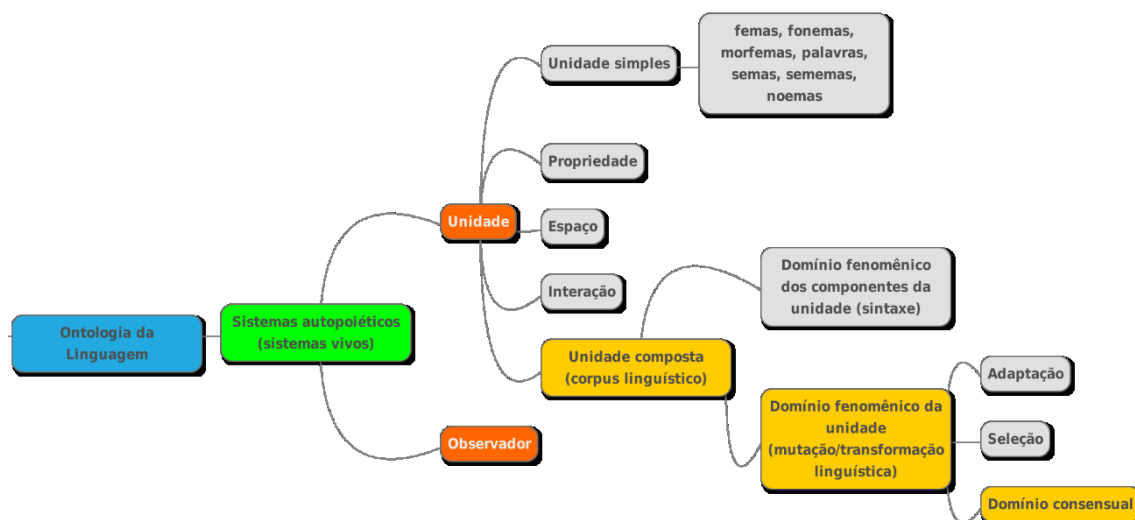 femas, fonemas,
morfemas, palavras,
semas, sememas,
noemas
Unidade simples
Propriedade
Unidade
Espaço
Interação
Domínio fenomênico
dos componentes da
unidade (sintaxe)
Ontologia da
Linguagem
Sistemas autopoiéticos
(sistemas vivos)
Unidade composta
(corpus linguístico)
Adaptação
Domínio fenomênico da
unidade
(mutação/transformação
linguística)
Seleção
Observador
Domínio consensual